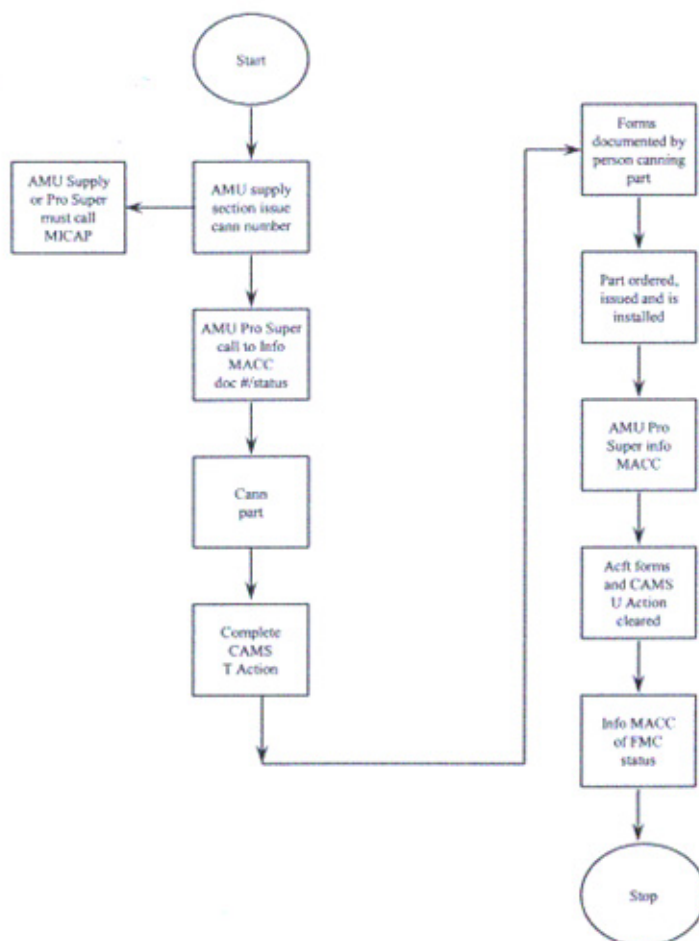 Start
AMU Supply
or Pro Super
must call
MICAP
AMU supply
section issue
cann number
AMU Pro Super
call to Info
MACC
doc #/status
Cann
part
Complete
CAMS
T Action
Forms
documented by
person canning
part
Part ordered,
issued and is
installed
AMU Pro
Super info
MACC
Acft forms
and CAMS
U Action
cleared
Info MACC
of FMC
status
Stop